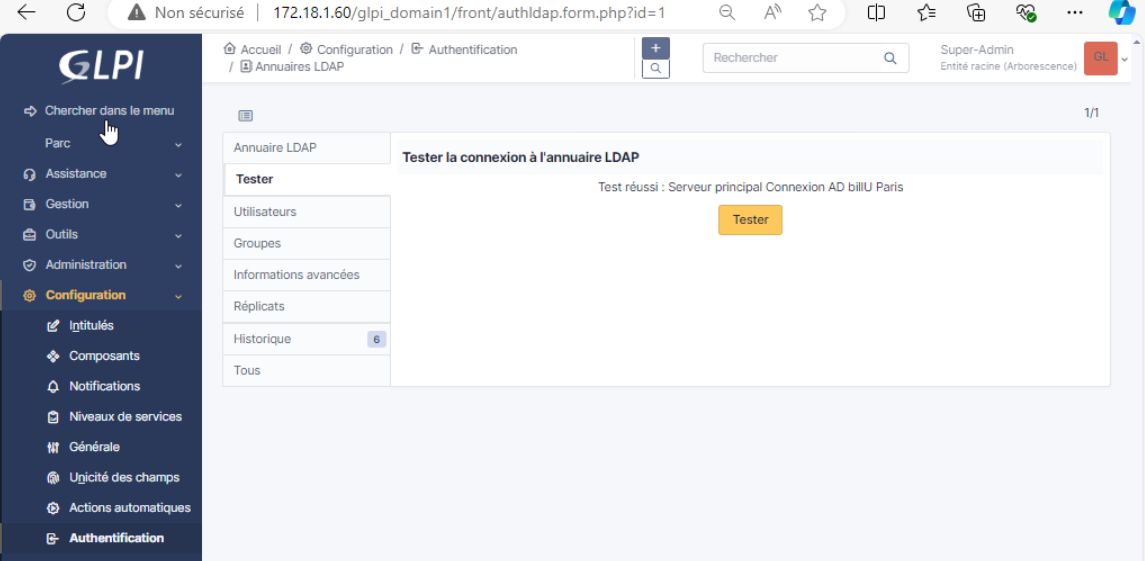 Non sécurisé | 172.18.1.60/glpi_domain1/front/authldap.form.php?id=1
GLPI
Accueil / Configuration / Authentification
/ Annuaires LDAP
Rechercher
Super-Admin
Entité racine (Arborescence)
GL
Chercher dans le menu
Parc
Assistance
Gestion
Outils
Administration
Configuration
Intitulés
Composants
Notifications
Niveaux de services
Générale
Unicité des champs
Actions automatiques
Authentification
1/1
Annuaire LDAP
Tester
Utilisateurs
Groupes
Informations avancées
Réplicats
Historique 6
Tous
Tester la connexion à l'annuaire LDAP
Test réussi : Serveur principal Connexion AD billU Paris
Tester